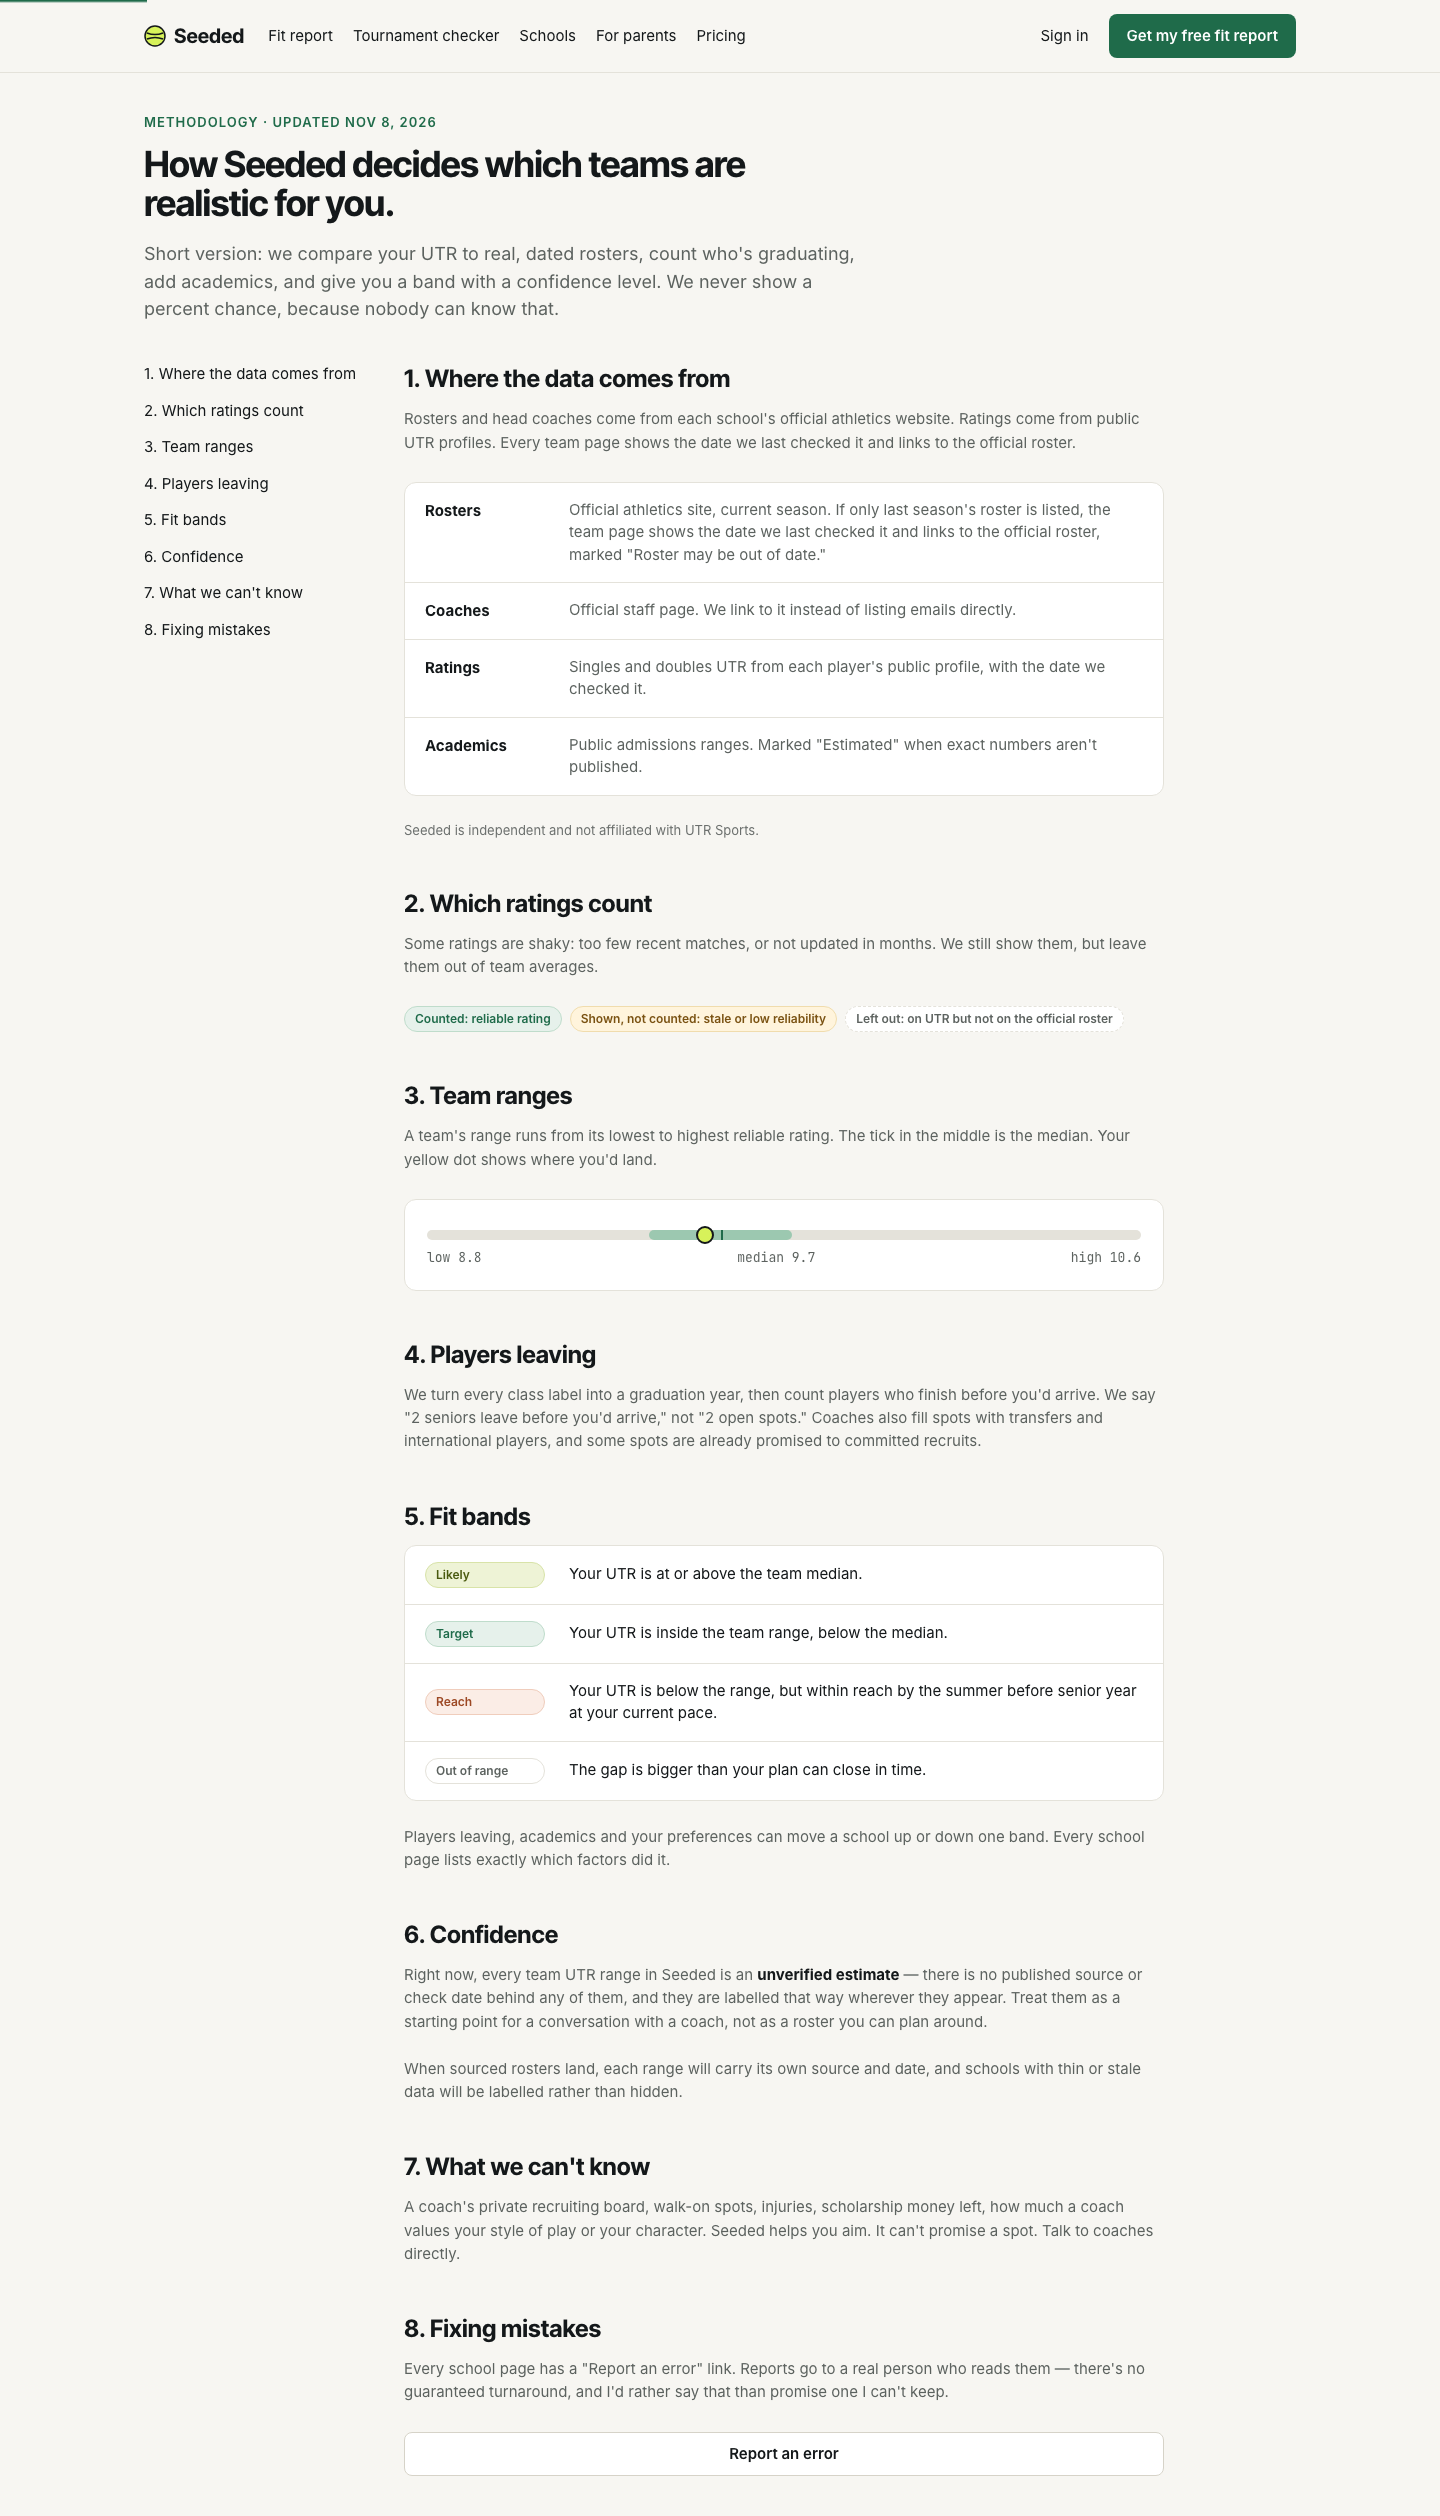 Seeded
Fit report
Tournament checker
Schools
For parents
Pricing
Sign in
Get my free fit report
METHODOLOGY · UPDATED NOV 8, 2026
How Seeded decides which teams are
realistic for you.
Short version: we compare your UTR to real, dated rosters, count who's graduating,
add academics, and give you a band with a confidence level. We never show a
percent chance, because nobody can know that.
1. Where the data comes from
2. Which ratings count
3. Team ranges
4. Players leaving
5. Fit bands
6. Confidence
7. What we can't know
8. Fixing mistakes
1. Where the data comes from
Rosters and head coaches come from each school's official athletics website. Ratings come from public
UTR profiles. Every team page shows the date we last checked it and links to the official roster.
Rosters
Official athletics site, current season. If only last season's roster is listed, the
team page shows the date we last checked it and links to the official roster,
marked "Roster may be out of date."
Coaches
Official staff page. We link to it instead of listing emails directly.
Ratings
Singles and doubles UTR from each player's public profile, with the date we
checked it.
Academics
Public admissions ranges. Marked "Estimated" when exact numbers aren't
published.
Seeded is independent and not affiliated with UTR Sports.
2. Which ratings count
Some ratings are shaky: too few recent matches, or not updated in months. We still show them, but leave
them out of team averages.
Counted: reliable rating
Shown, not counted: stale or low reliability
Left out: on UTR but not on the official roster
3. Team ranges
A team's range runs from its lowest to highest reliable rating. The tick in the middle is the median. Your
yellow dot shows where you'd land.
low 8.8
median 9.7
high 10.6
4. Players leaving
We turn every class label into a graduation year, then count players who finish before you'd arrive. We say
"2 seniors leave before you'd arrive," not "2 open spots." Coaches also fill spots with transfers and
international players, and some spots are already promised to committed recruits.
5. Fit bands
Likely
Your UTR is at or above the team median.
Target
Your UTR is inside the team range, below the median.
Reach
Your UTR is below the range, but within reach by the summer before senior year
at your current pace.
Out of range
The gap is bigger than your plan can close in time.
Players leaving, academics and your preferences can move a school up or down one band. Every school
page lists exactly which factors did it.
6. Confidence
Right now, every team UTR range in Seeded is an unverified estimate — there is no published source or
check date behind any of them, and they are labelled that way wherever they appear. Treat them as a
starting point for a conversation with a coach, not as a roster you can plan around.
When sourced rosters land, each range will carry its own source and date, and schools with thin or stale
data will be labelled rather than hidden.
7. What we can't know
A coach's private recruiting board, walk-on spots, injuries, scholarship money left, how much a coach
values your style of play or your character. Seeded helps you aim. It can't promise a spot. Talk to coaches
directly.
8. Fixing mistakes
Every school page has a "Report an error" link. Reports go to a real person who reads them — there's no
guaranteed turnaround, and I'd rather say that than promise one I can't keep.
Report an error